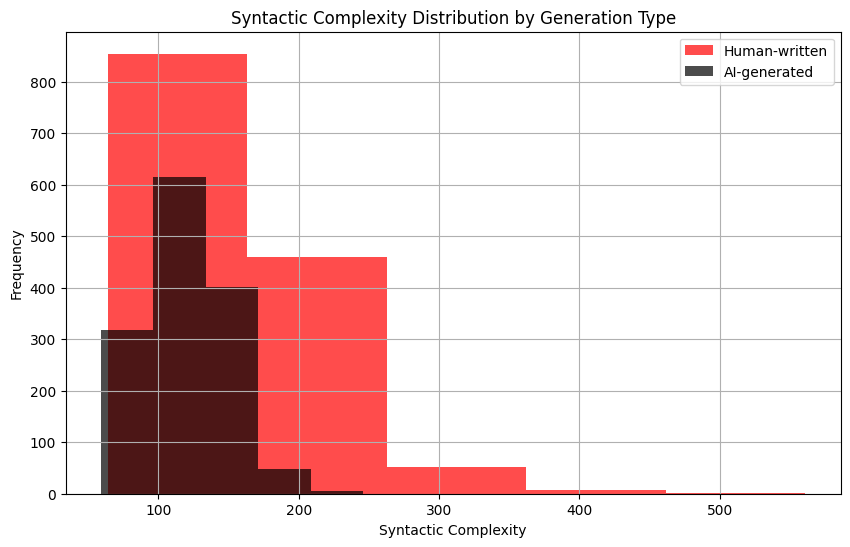 Syntactic Complexity Distribution by Generation Type
Human-written
AI-generated
800
700
600
500
400
300
200
100
0
Frequency
100 200 300 400 500
Syntactic Complexity